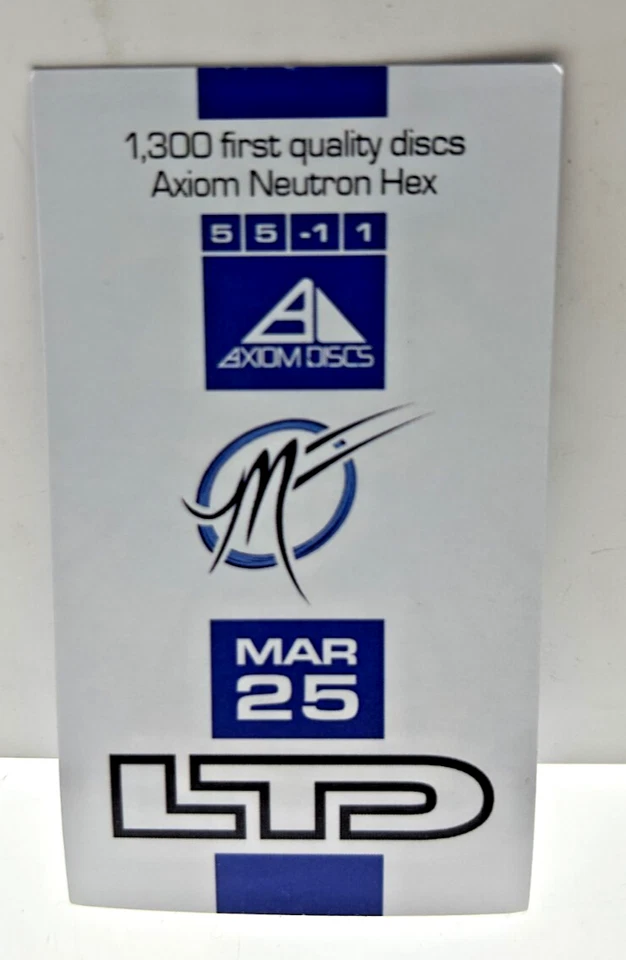 1,300 first quality discs
Axiom Neutron Hex
5 5 -1 1
AXIOM DISCS
M
MAR
25
LTD